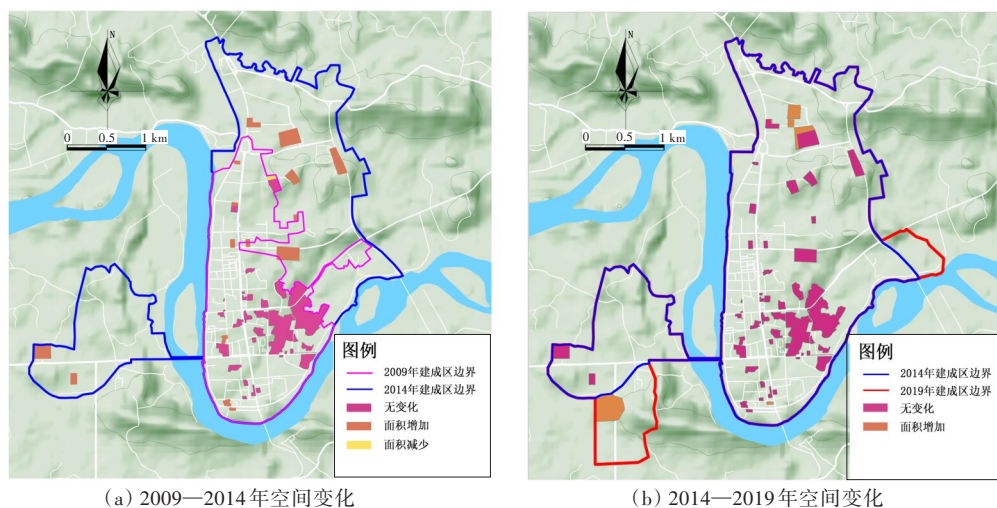 N
0 0.5 1 km
图例
2009年建成区边界
2014年建成区边界
无变化
面积增加
面积减少
(a) 2009—2014年空间变化
N
0 0.5 1 km
图例
2014年建成区边界
2019年建成区边界
无变化
面积增加
(b) 2014—2019年空间变化